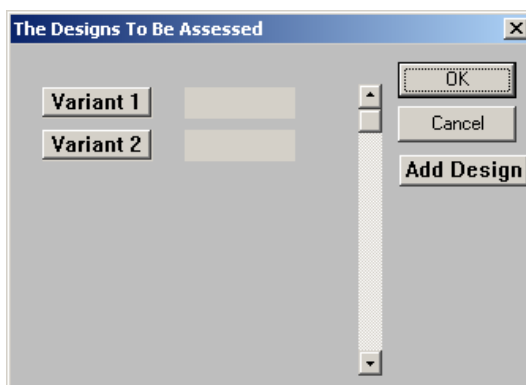 The Designs To Be Assessed
Variant 1
Variant 2
OK
Cancel
Add Design